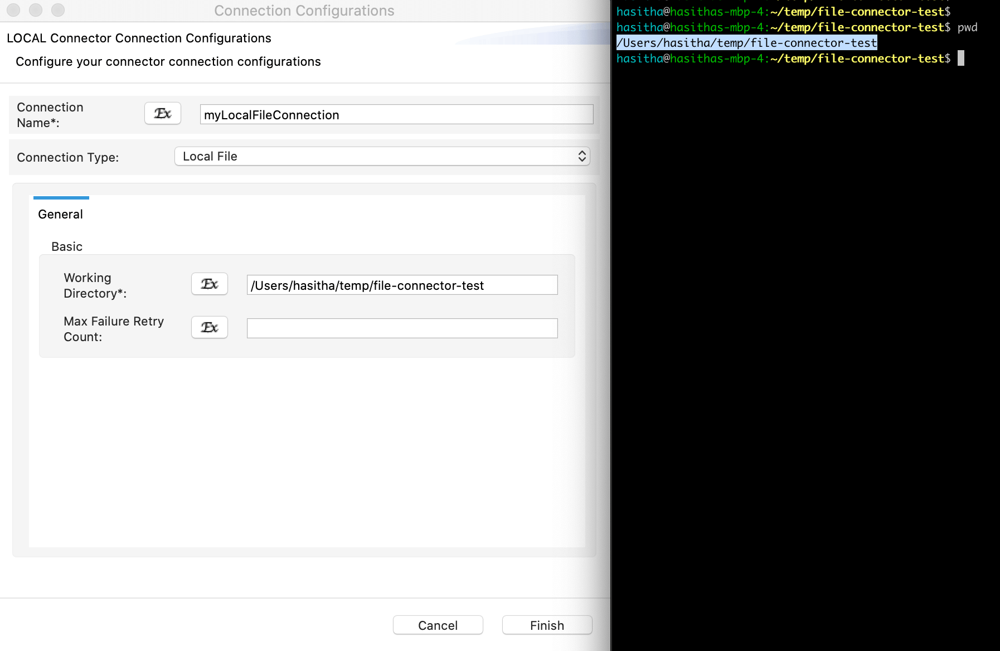 Connection Configurations
LOCAL Connector Connection Configurations
Configure your connector connection configurations
Connection
Name*:
Ex
myLocalFileConnection
Connection Type:
Local File
General
Basic
Working
Directory*:
Ex
/Users/hasitha/temp/file-connector-test
Max Failure Retry
Count:
Ex
Cancel
Finish
hasitha@hasithas-mbp-4:~/temp/file-connector-test$
hasitha@hasithas-mbp-4:~/temp/file-connector-test$ pwd
/Users/hasitha/temp/file-connector-test
hasitha@hasithas-mbp-4:~/temp/file-connector-test$